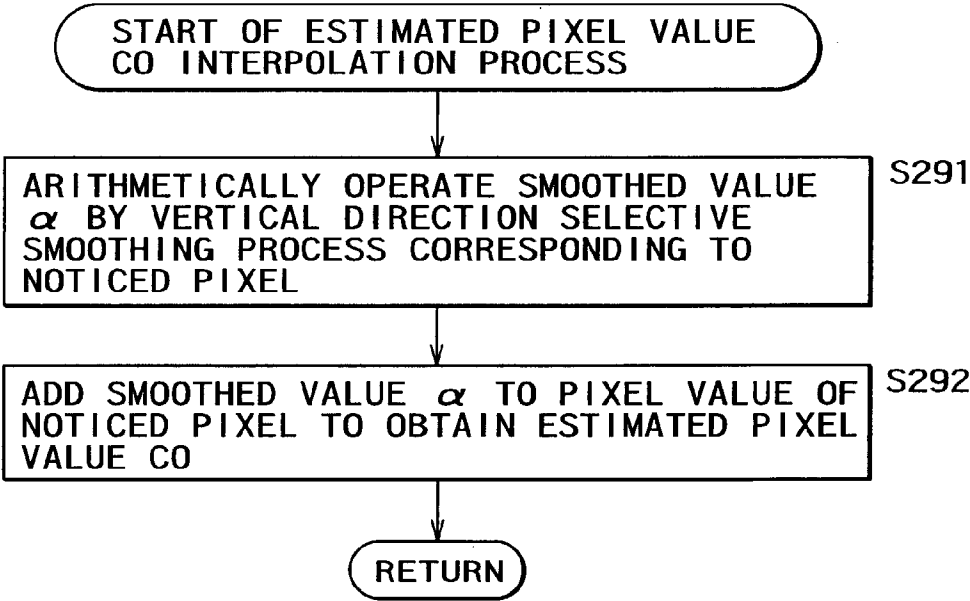 START OF ESTIMATED PIXEL VALUE
CO INTERPOLATION PROCESS
S291
ARITHMETICALLY OPERATE SMOOTHED VALUE
α BY VERTICAL DIRECTION SELECTIVE
SMOOTHING PROCESS CORRESPONDING TO
NOTICED PIXEL
S292
ADD SMOOTHED VALUE α TO PIXEL VALUE OF
NOTICED PIXEL TO OBTAIN ESTIMATED PIXEL
VALUE CO
RETURN